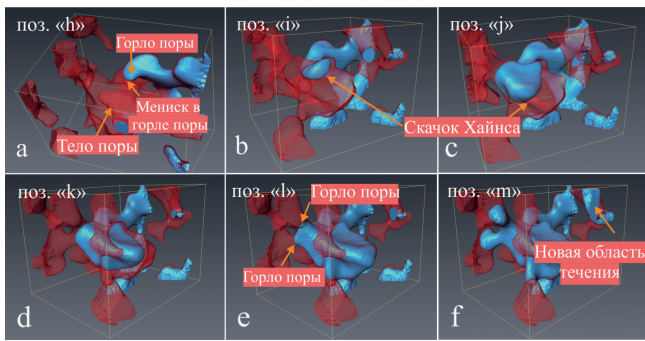 поз. «h»
Горло поры
Мениск в
горле поры
Тело поры
a
поз. «i»
b
поз. «j»
Скачок Хайнса
c
поз. «k»
d
поз. «l»
Горло поры
Горло поры
e
поз. «m»
Новая область
течения
f